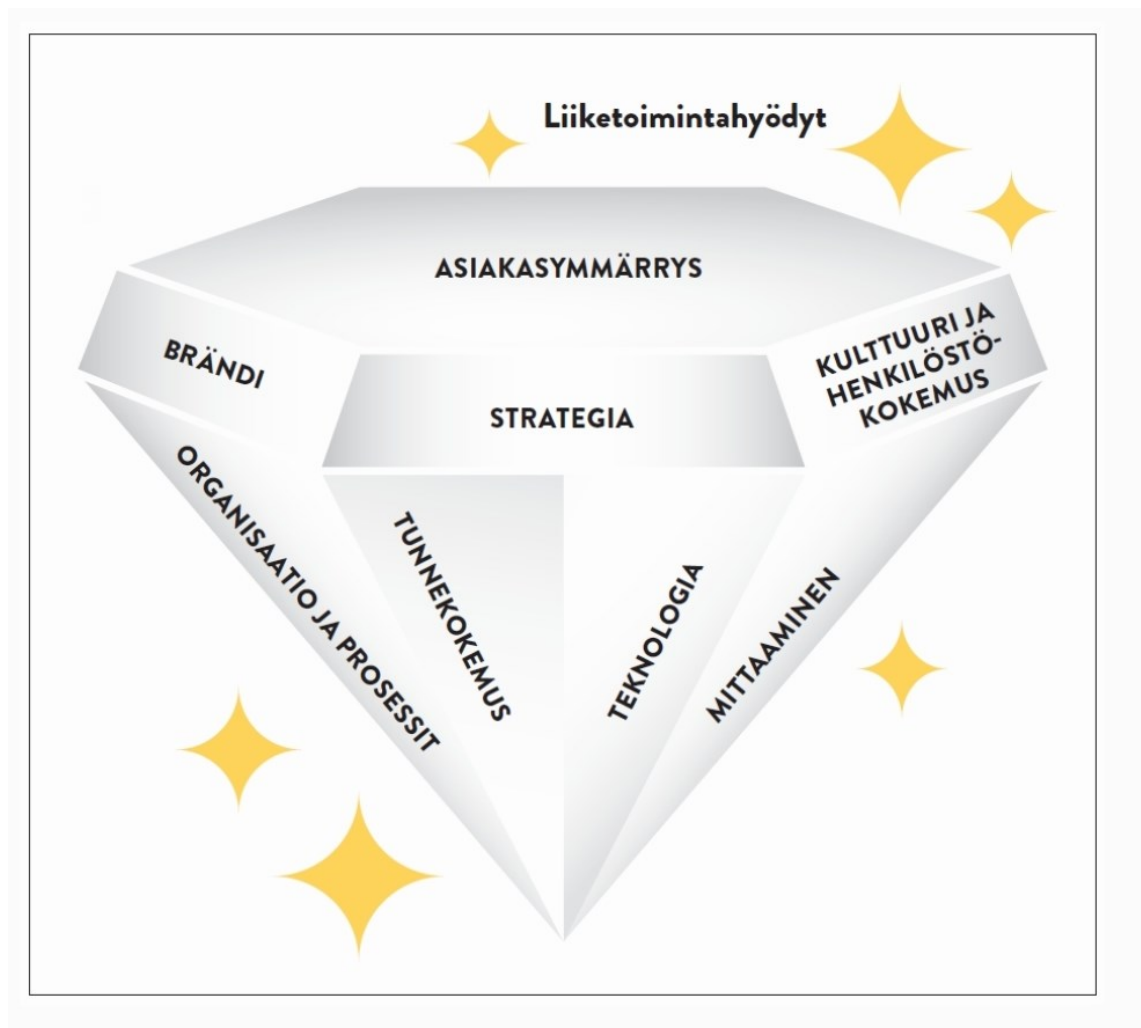 Liiketoimintahyödyt
ASIAKASYMMÄRRYS
BRÄNDI
STRATEGIA
KULTTUURI JA
HENKILÖSTÖ-
KOKEMUS
ORGANISAATIO JA PROSESSIT
TUNNEKOKEMUS
TEKNOLOGIA
MITTAAMINEN